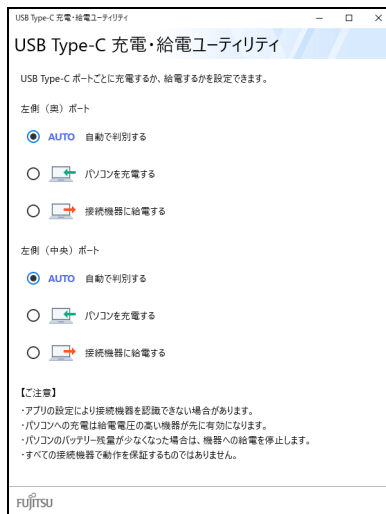 USB Type-C 充電・給電ユーティリティ
USB Type-C 充電・給電ユーティリティ
USB Type-C ポートごとに充電するか、給電するかを設定できます。
左側（奥）ポート
AUTO 自動で判別する
パソコンを充電する
接続機器に給電する
左側（中央）ポート
AUTO 自動で判別する
パソコンを充電する
接続機器に給電する
【ご注意】
・アプリの設定により接続機器を認識できない場合があります。
・パソコンへの充電は給電電圧の高い機器が先に有効になります。
・パソコンのバッテリー残量が少なくなった場合は、機器への給電を停止します。
・すべての接続機器で動作を保証するものではありません。
FUJITSU